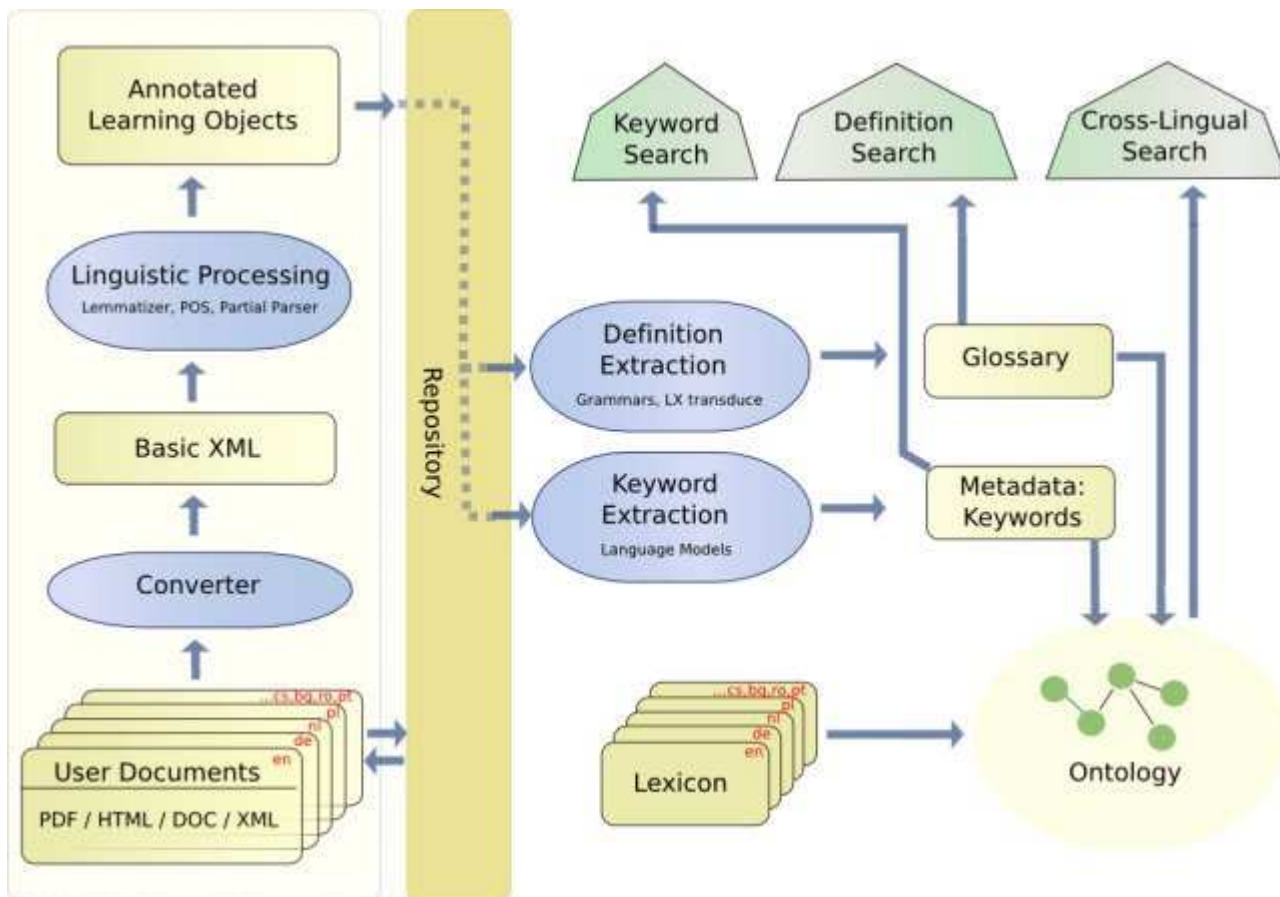 Annotated
Learning Objects
Linguistic Processing
Lemmatizer, POS, Partial Parser
Basic XML
Converter
...cs,bg,ro,pt
pl
nl
de
en
User Documents
PDF / HTML / DOC / XML
Repository
Keyword
Search
Definition
Search
Cross-Lingual
Search
Definition
Extraction
Grammars, LX transduce
Glossary
Keyword
Extraction
Language Models
Metadata:
Keywords
...cs,bg,ro,pt
pl
nl
de
en
Lexicon
Ontology